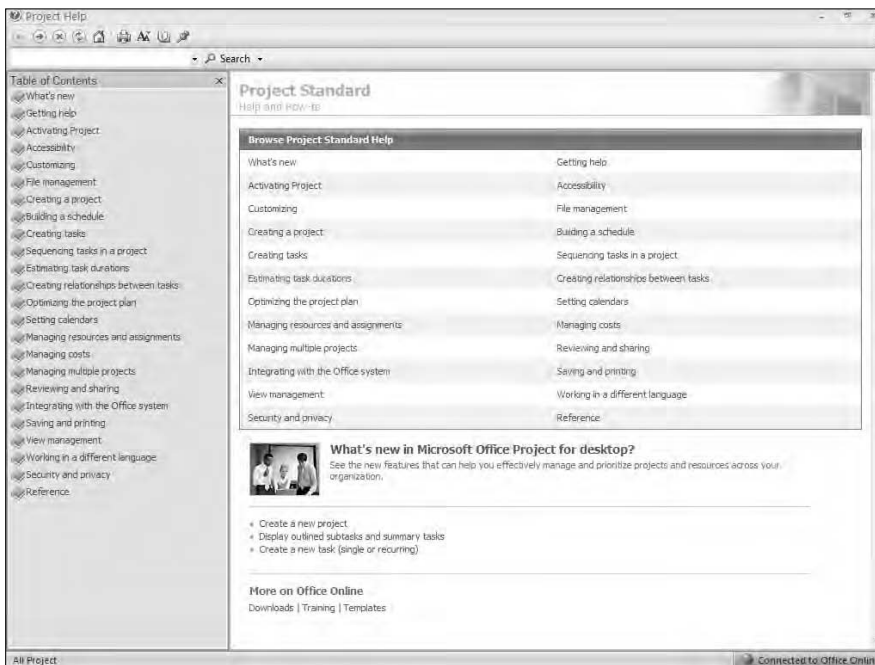 Project Help
Search
Table of Contents
What's new
Getting help
Activating Project
Accessibility
Customizing
File management
Creating a project
Building a schedule
Creating tasks
Sequencing tasks in a project
Estimating task durations
Creating relationships between tasks
Optimizing the project plan
Setting calendars
Managing resources and assignments
Managing costs
Managing multiple projects
Reviewing and sharing
Integrating with the Office system
Saving and printing
View management
Working in a different language
Security and privacy
Reference
Project Standard
Help and How-to
Browse Project Standard Help
What's new Getting help
Activating Project Accessibility
Customizing File management
Creating a project Building a schedule
Creating tasks Sequencing tasks in a project
Estimating task durations Creating relationships between tasks
Optimizing the project plan Setting calendars
Managing resources and assignments Managing costs
Managing multiple projects Reviewing and sharing
Integrating with the Office system Saving and printing
View management Working in a different language
Security and privacy Reference
What's new in Microsoft Office Project for desktop?
See the new features that can help you effectively manage and prioritize projects and resources across your
organization.
Create a new project
Display outlined subtasks and summary tasks
Create a new task (single or recurring)
More on Office Online
Downloads | Training | Templates
All Project
Connected to Office Onlin